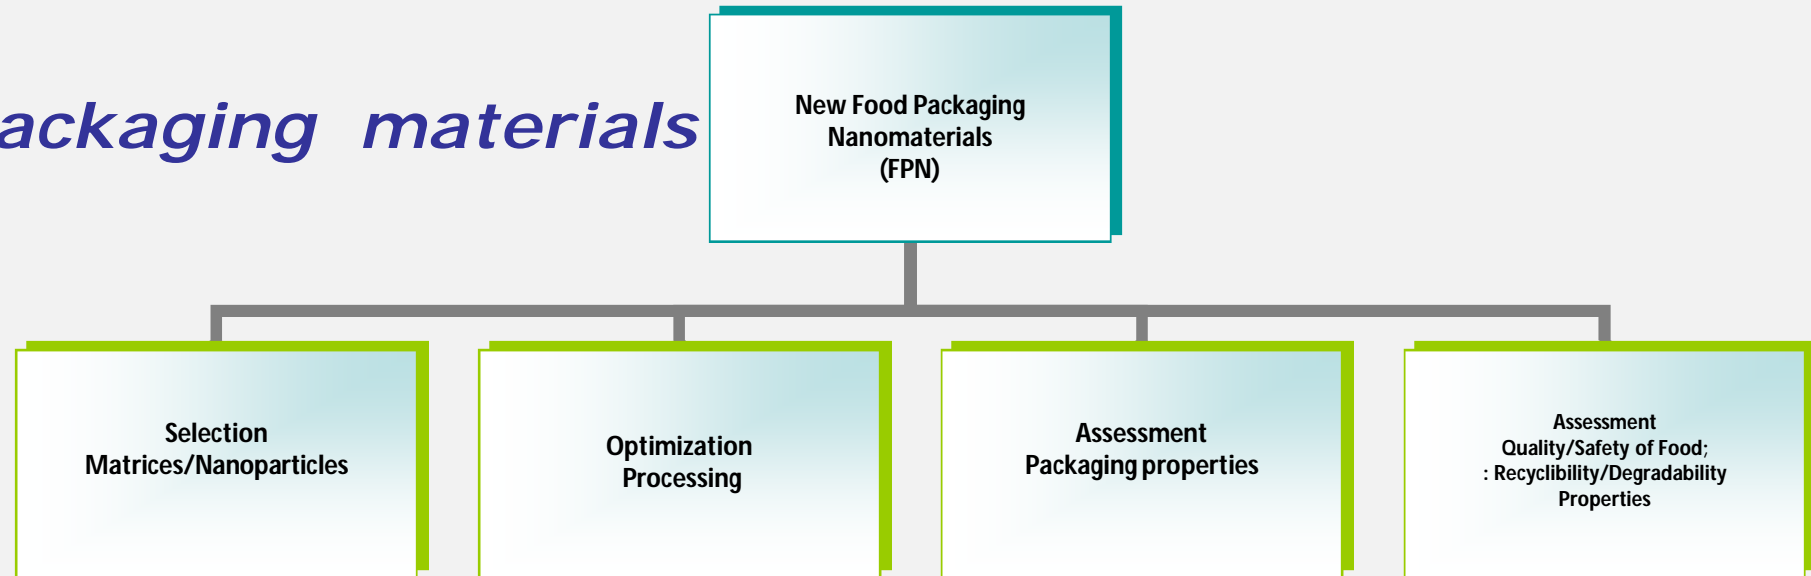 ackaging materials
New Food Packaging
Nanomaterials
(FPN)
Selection
Matrices/Nanoparticles
Optimization
Processing
Assessment
Packaging properties
Assessment
Quality/Safety of Food;
: Recyclibility/Degradability
Properties